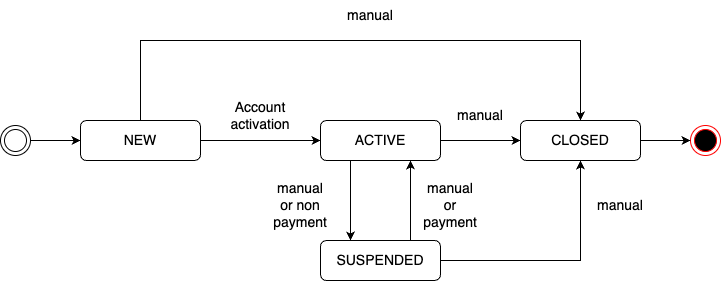 manual
Account
activation
manual
NEW
ACTIVE
CLOSED
manual
or non
payment
manual
or
payment
manual
SUSPENDED